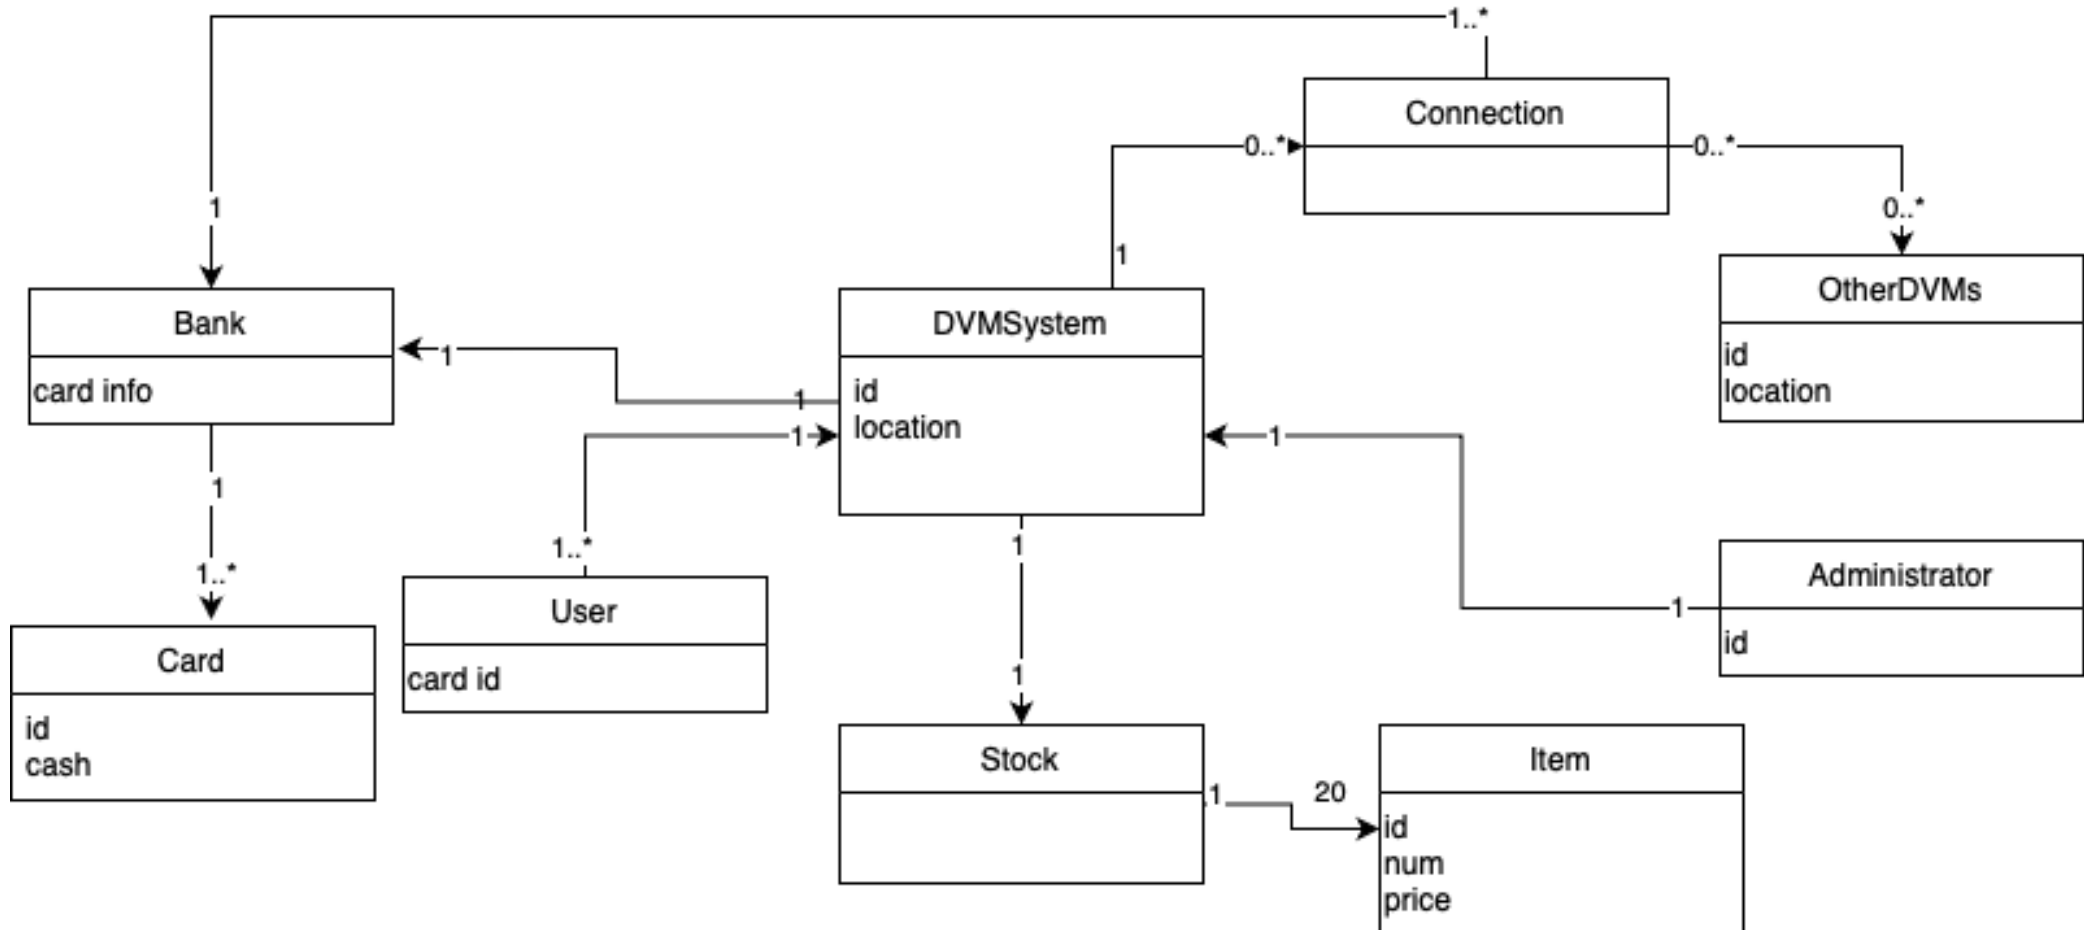 1..*
Connection
0..*
0..*
1
0..*
1
Bank
card info
1
1
DVMSystem
id
location
1
1
OtherDVMs
id
location
1
1..*
Card
id
cash
1..*
User
card id
1
1
Administrator
id
1
Stock
1
20
Item
id
num
price